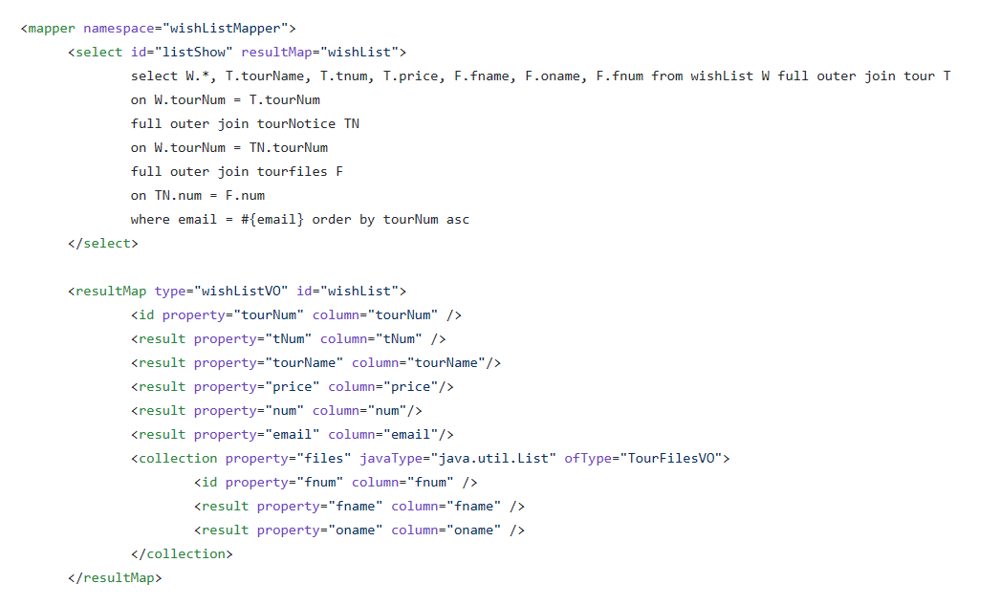 <mapper namespace="wishListMapper">
<select id="listShow" resultMap="wishList">
select W.*, T.tourName, T.tnum, T.price, F.fname, F.oname, F.fnum from wishList W full outer join tour T
on W.tourNum = T.tourNum
full outer join tourNotice TN
on W.tourNum = TN.tourNum
full outer join tourfiles F
on TN.num = F.num
where email = #{email} order by tourNum asc
</select>
<resultMap type="wishListVO" id="wishList">
<id property="tourNum" column="tourNum" />
<result property="tNum" column="tNum" />
<result property="tourName" column="tourName"/>
<result property="price" column="price"/>
<result property="num" column="num"/>
<result property="email" column="email"/>
<collection property="files" javaType="java.util.List" ofType="TourFilesVO">
<id property="fnum" column="fnum" />
<result property="fname" column="fname" />
<result property="oname" column="oname" />
</collection>
</resultMap>